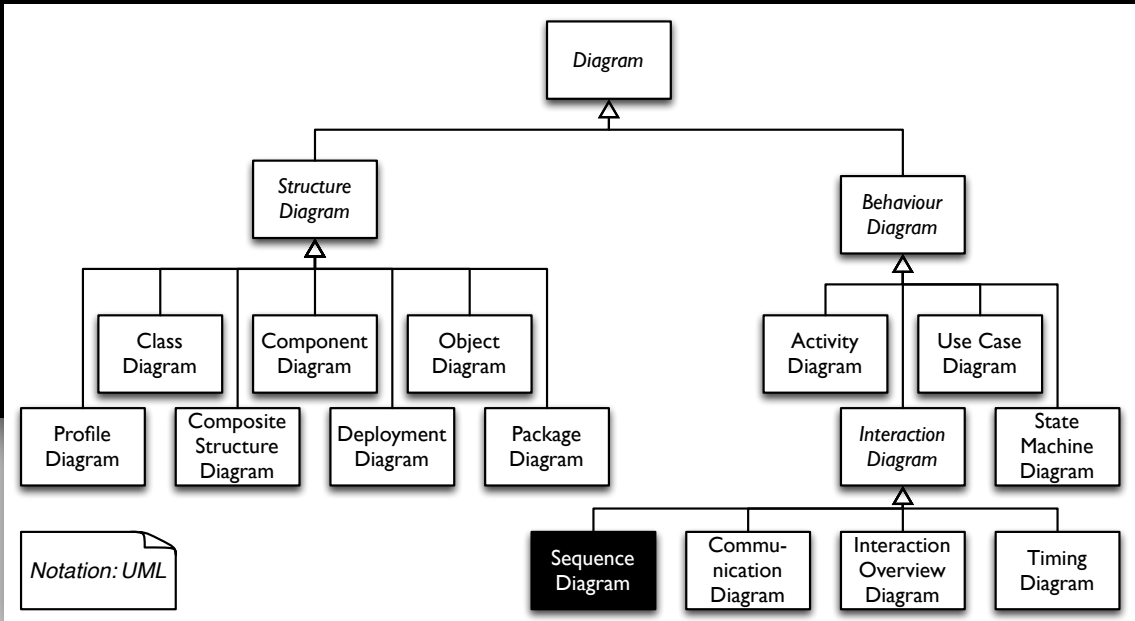 Diagram
Structure
Diagram
Behaviour
Diagram
Class
Diagram
Component
Diagram
Object
Diagram
Activity
Diagram
Use Case
Diagram
Profile
Diagram
Composite
Structure
Diagram
Deployment
Diagram
Package
Diagram
Interaction
Diagram
State
Machine
Diagram
Notation: UML
Sequence
Diagram
Commu-
nication
Diagram
Interaction
Overview
Diagram
Timing
Diagram